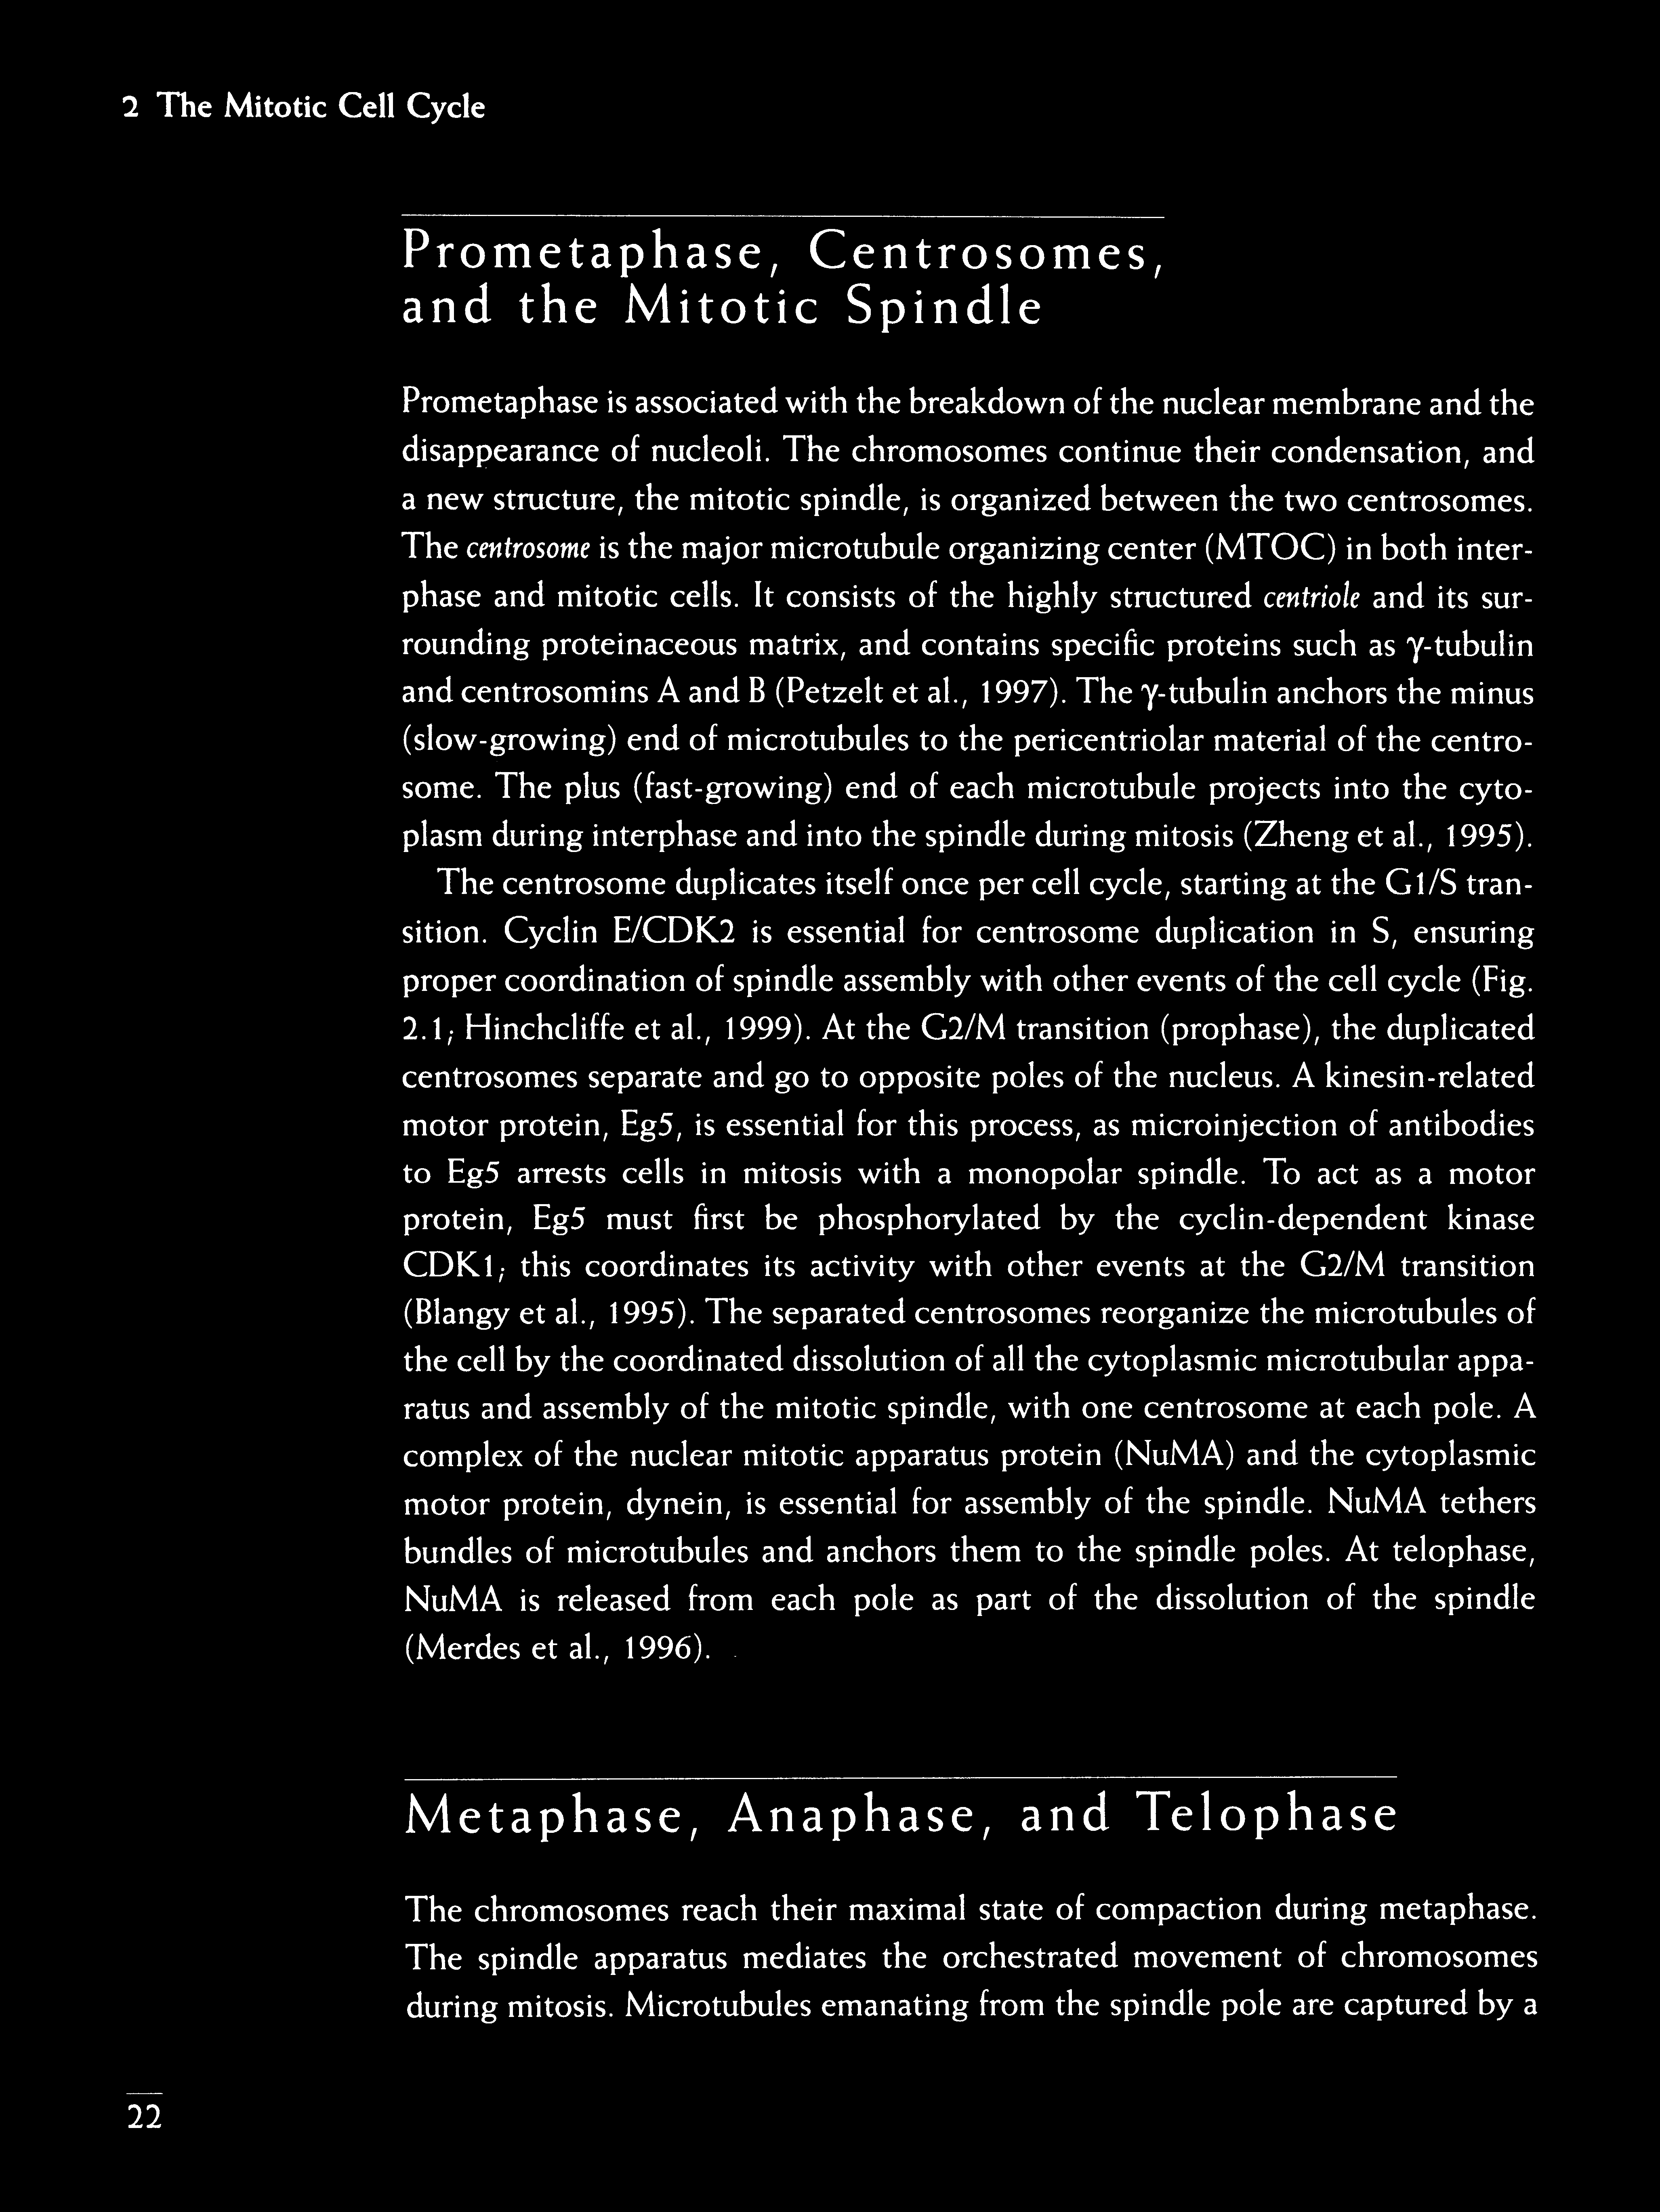 2 The Mitotic Cell Cycle
Prometaphase, Centrosomes,
and the Mitotic Spindle
Prometaphase is associated with the breakdown of the nuclear membrane and the
disappearance of nucleoli. The chromosomes continue their condensation, and
a new structure, the mitotic spindle, is organized between the two centrosomes.
The centrosome is the major microtubule organizing center (MTOC) in both inter-
phase and mitotic cells. It consists of the highly structured centriole and its sur-
rounding proteinaceous matrix, and contains specific proteins such as γ-tubulin
and centrosomins A and B (Petzelt et al., 1997). The γ-tubulin anchors the minus
(slow-growing) end of microtubules to the pericentriolar material of the centro-
some. The plus (fast-growing) end of each microtubule projects into the cyto-
plasm during interphase and into the spindle during mitosis (Zheng et al., 1995).
The centrosome duplicates itself once per cell cycle, starting at the G1/S tran-
sition. Cyclin E/CDK2 is essential for centrosome duplication in S, ensuring
proper coordination of spindle assembly with other events of the cell cycle (Fig.
2.1; Hinchcliffe et al., 1999). At the G2/M transition (prophase), the duplicated
centrosomes separate and go to opposite poles of the nucleus. A kinesin-related
motor protein, Eg5, is essential for this process, as microinjection of antibodies
to Eg5 arrests cells in mitosis with a monopolar spindle. To act as a motor
protein, Eg5 must first be phosphorylated by the cyclin-dependent kinase
CDK1; this coordinates its activity with other events at the G2/M transition
(Blangy et al., 1995). The separated centrosomes reorganize the microtubules of
the cell by the coordinated dissolution of all the cytoplasmic microtubular appa-
ratus and assembly of the mitotic spindle, with one centrosome at each pole. A
complex of the nuclear mitotic apparatus protein (NuMA) and the cytoplasmic
motor protein, dynein, is essential for assembly of the spindle. NuMA tethers
bundles of microtubules and anchors them to the spindle poles. At telophase,
NuMA is released from each pole as part of the dissolution of the spindle
(Merdes et al., 1996).
Metaphase, Anaphase, and Telophase
The chromosomes reach their maximal state of compaction during metaphase.
The spindle apparatus mediates the orchestrated movement of chromosomes
during mitosis. Microtubules emanating from the spindle pole are captured by a
22